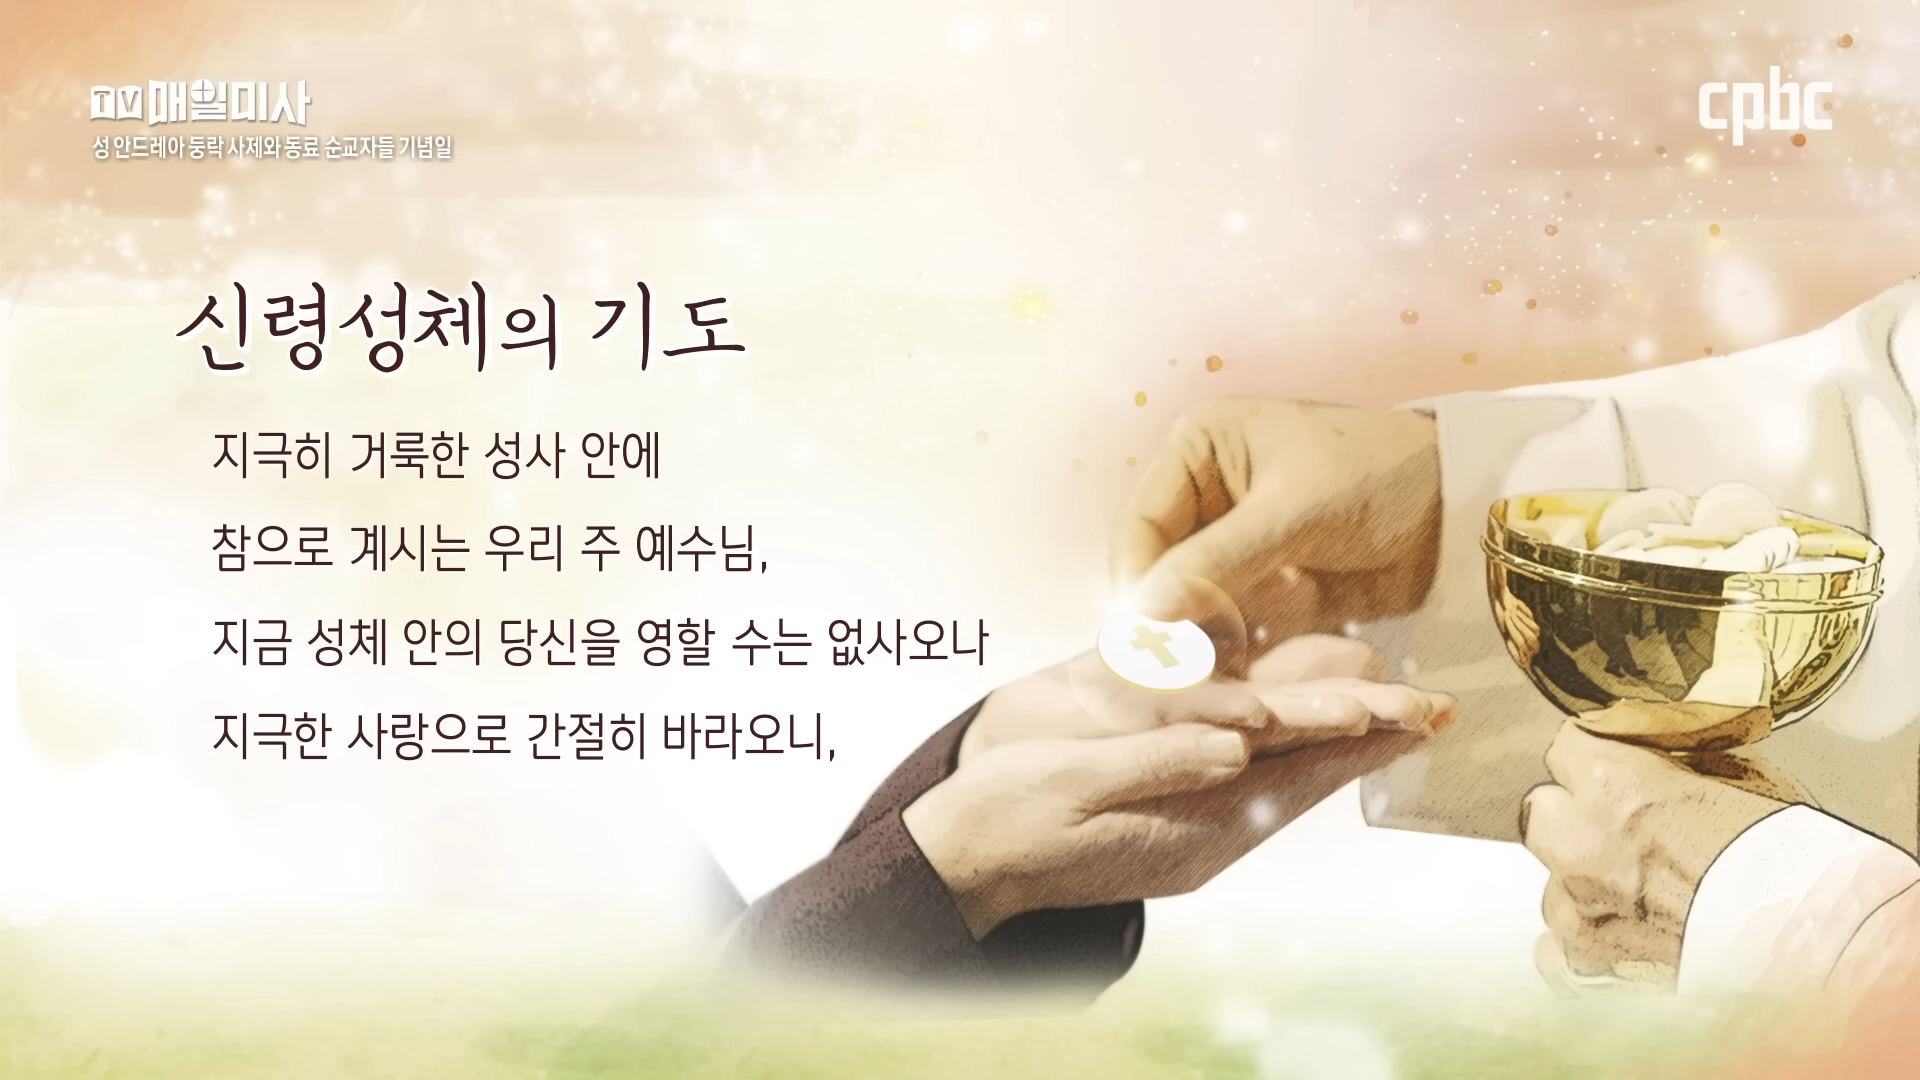 TV매일미사
성 안드레아 둥락 사제와 동료 순교자들 기념일
cpbc
신령성체의 기도
지극히 거룩한 성사 안에
참으로 계시는 우리 주 예수님,
지금 성체 안의 당신을 영할 수는 없사오나
지극한 사랑으로 간절히 바라오니,